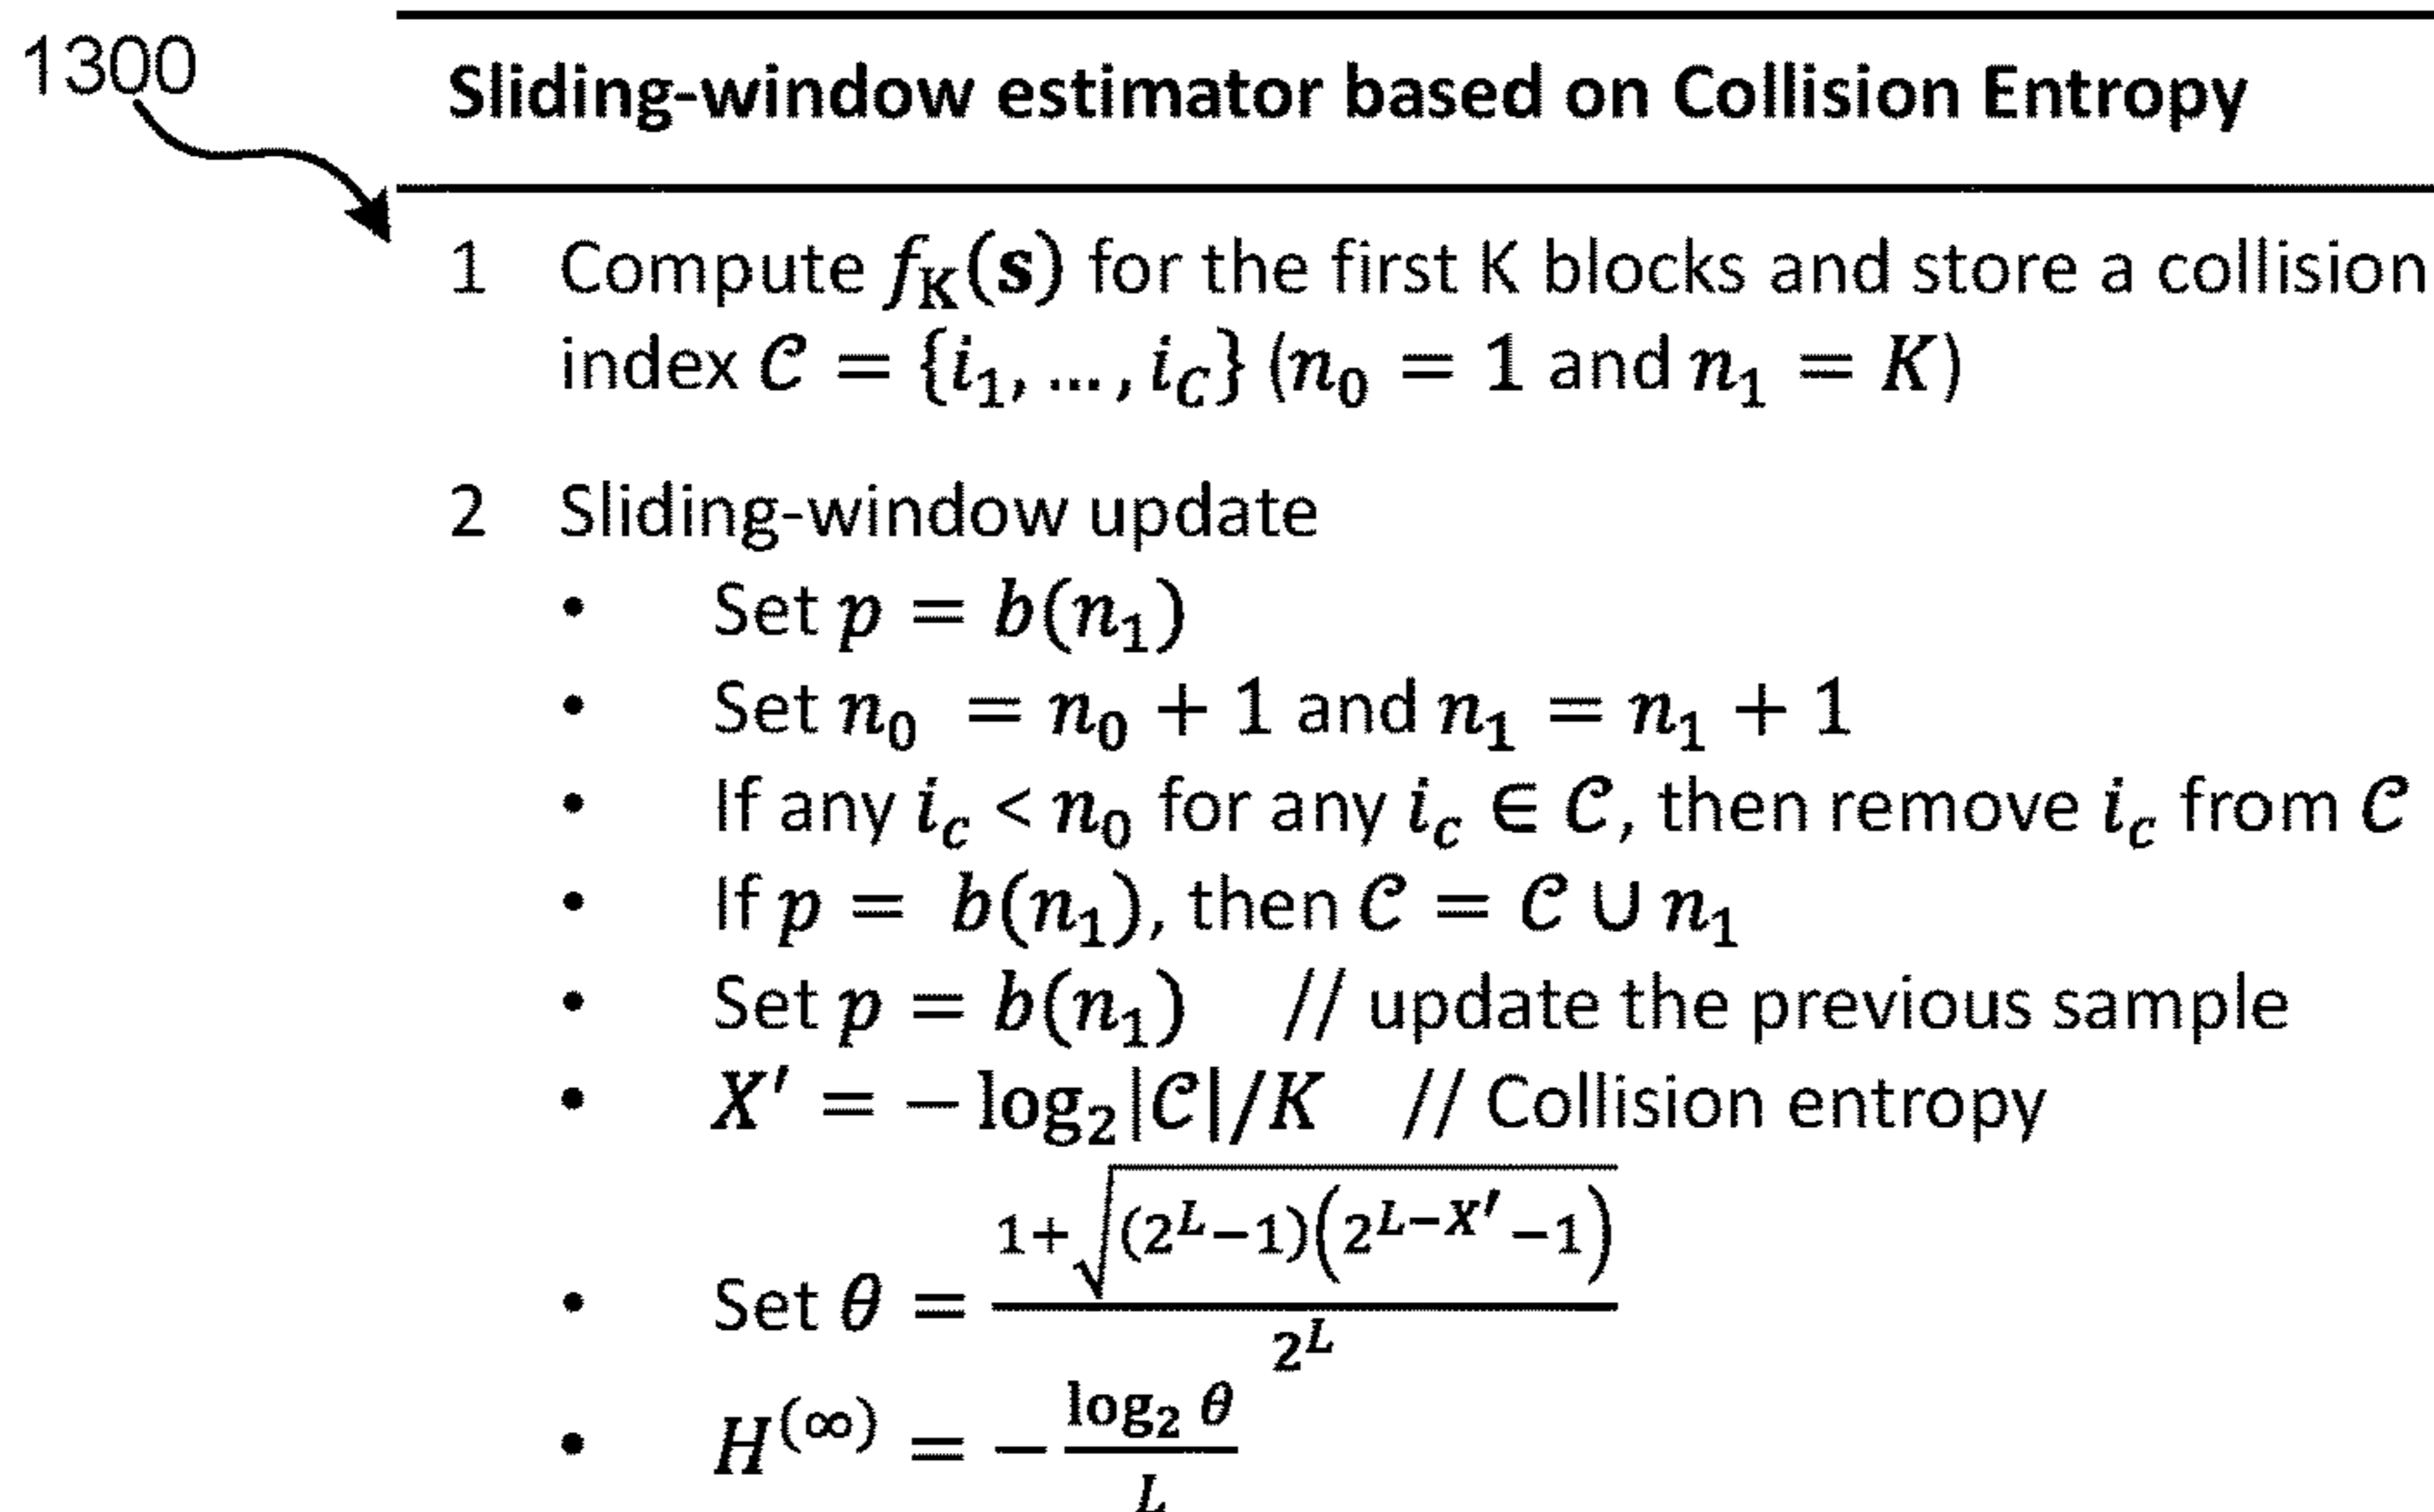 1300
Sliding-window estimator based on Collision Entropy
1 Compute f_K(s) for the first K blocks and store a collision
index 𝒞 = {i_1, ..., i_C} (n_0 = 1 and n_1 = K)
2 Sliding-window update
• Set p = b(n_1)
• Set n_0 = n_0 + 1 and n_1 = n_1 + 1
• If any i_c < n_0 for any i_c ∈ 𝒞, then remove i_c from 𝒞
• If p = b(n_1), then 𝒞 = 𝒞 ∪ n_1
• Set p = b(n_1) // update the previous sample
• X′ = −log_2|𝒞|/K // Collision entropy
• Set θ = (1+√((2^L−1)(2^(L−X′)−1)))/2^L
• H^(∞) = −(log_2 θ)/L